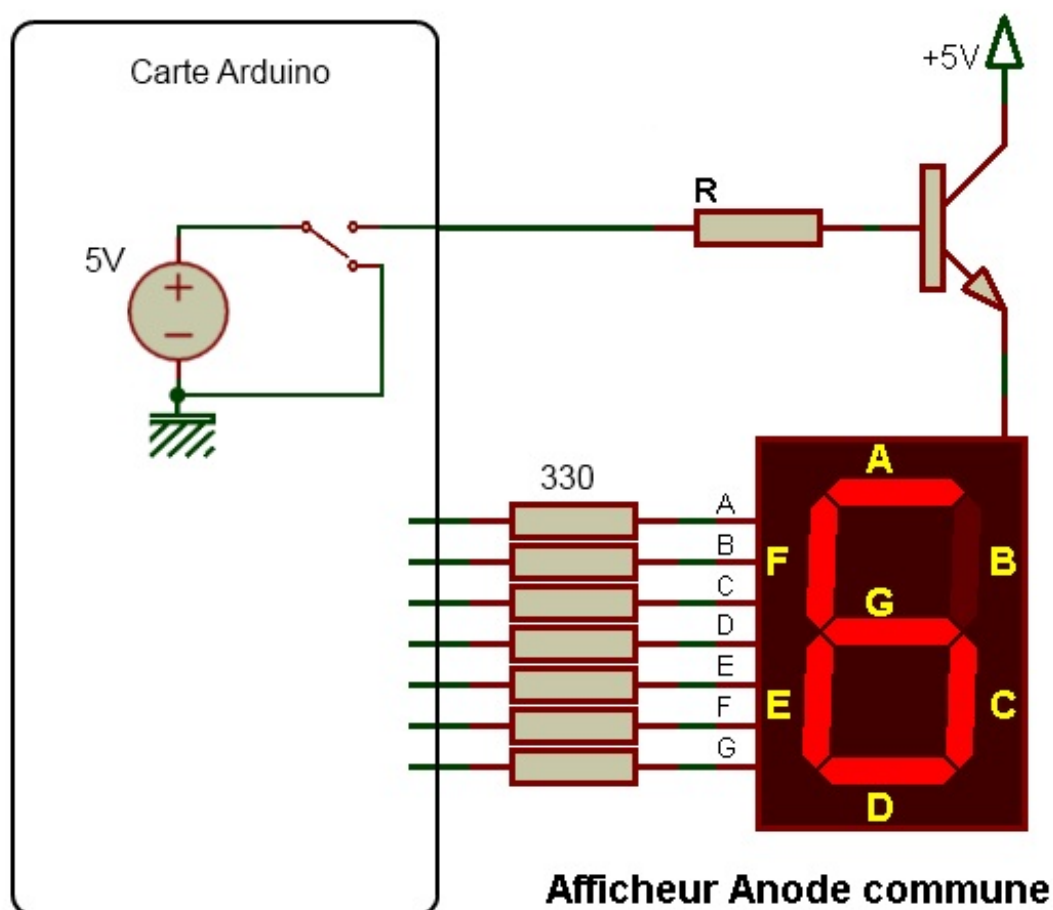 Carte Arduino
+5V
R
5V
330
A
B
C
D
E
F
G
A
F
B
G
E
C
D
Afficheur Anode commune